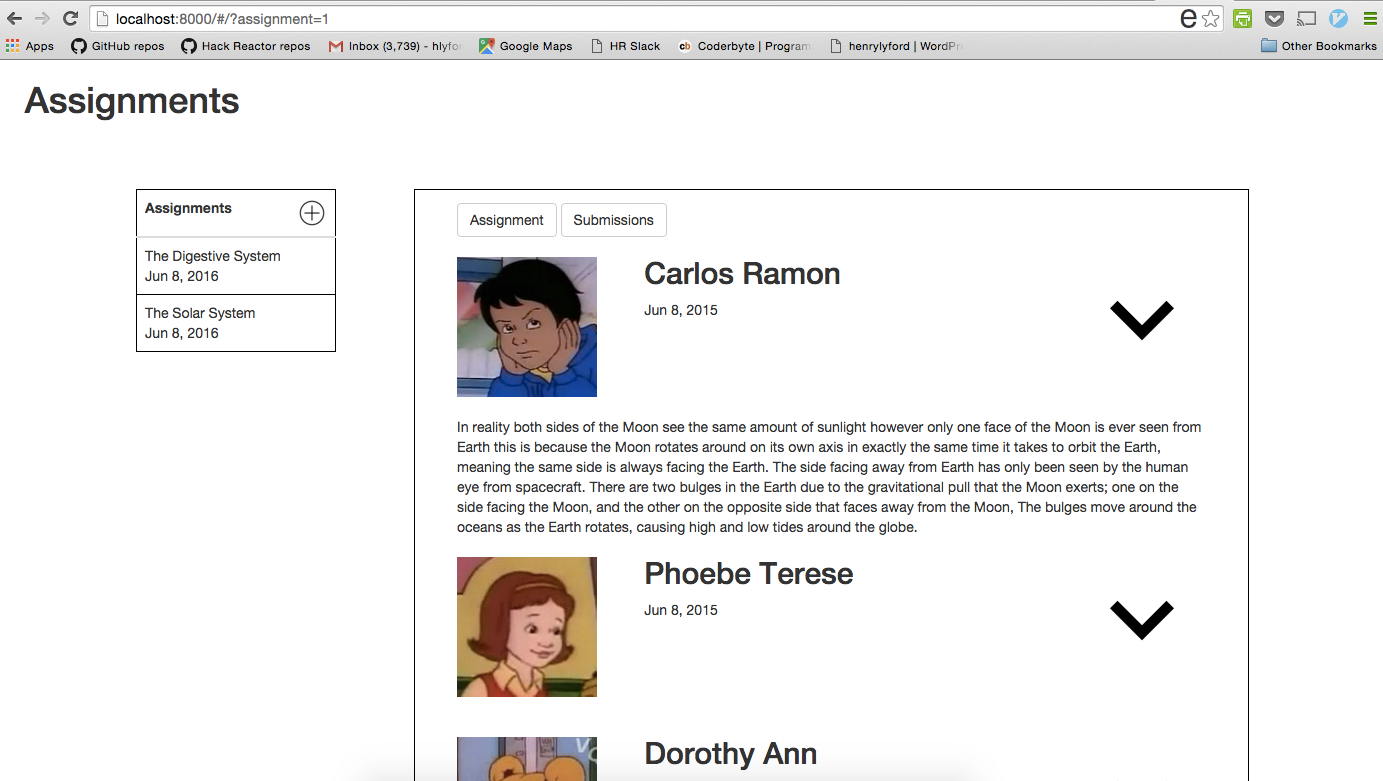 localhost:8000/#/?assignment=1
Apps GitHub repos Hack Reactor repos Inbox (3,739) - hlyfor Google Maps HR Slack Coderbyte | Program henrylyford | WordPr Other Bookmarks
Assignments
Assignments
The Digestive System
Jun 8, 2016
The Solar System
Jun 8, 2016
Assignment Submissions
Carlos Ramon
Jun 8, 2015
In reality both sides of the Moon see the same amount of sunlight however only one face of the Moon is ever seen from
Earth this is because the Moon rotates around on its own axis in exactly the same time it takes to orbit the Earth,
meaning the same side is always facing the Earth. The side facing away from Earth has only been seen by the human
eye from spacecraft. There are two bulges in the Earth due to the gravitational pull that the Moon exerts; one on the
side facing the Moon, and the other on the opposite side that faces away from the Moon, The bulges move around the
oceans as the Earth rotates, causing high and low tides around the globe.
Phoebe Terese
Jun 8, 2015
Dorothy Ann